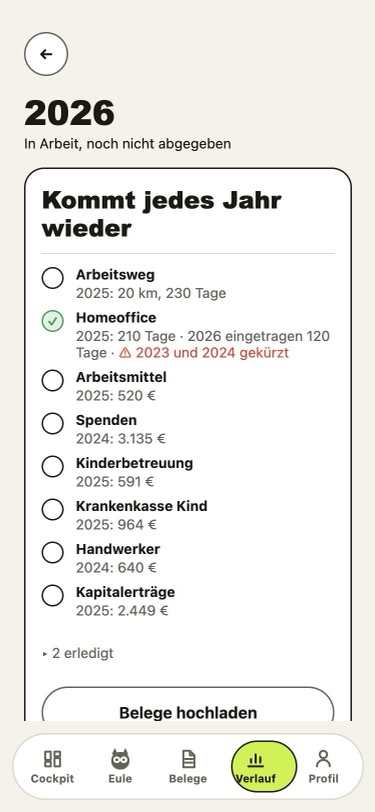 2026
In Arbeit, noch nicht abgegeben
Kommt jedes Jahr
wieder
Arbeitsweg
2025: 20 km, 230 Tage
Homeoffice
2025: 210 Tage · 2026 eingetragen 120
Tage · ⚠ 2023 und 2024 gekürzt
Arbeitsmittel
2025: 520 €
Spenden
2024: 3.135 €
Kinderbetreuung
2025: 591 €
Krankenkasse Kind
2025: 964 €
Handwerker
2024: 640 €
Kapitalerträge
2025: 2.449 €
▸ 2 erledigt
Belege hochladen
Cockpit
Eule
Belege
Verlauf
Profil